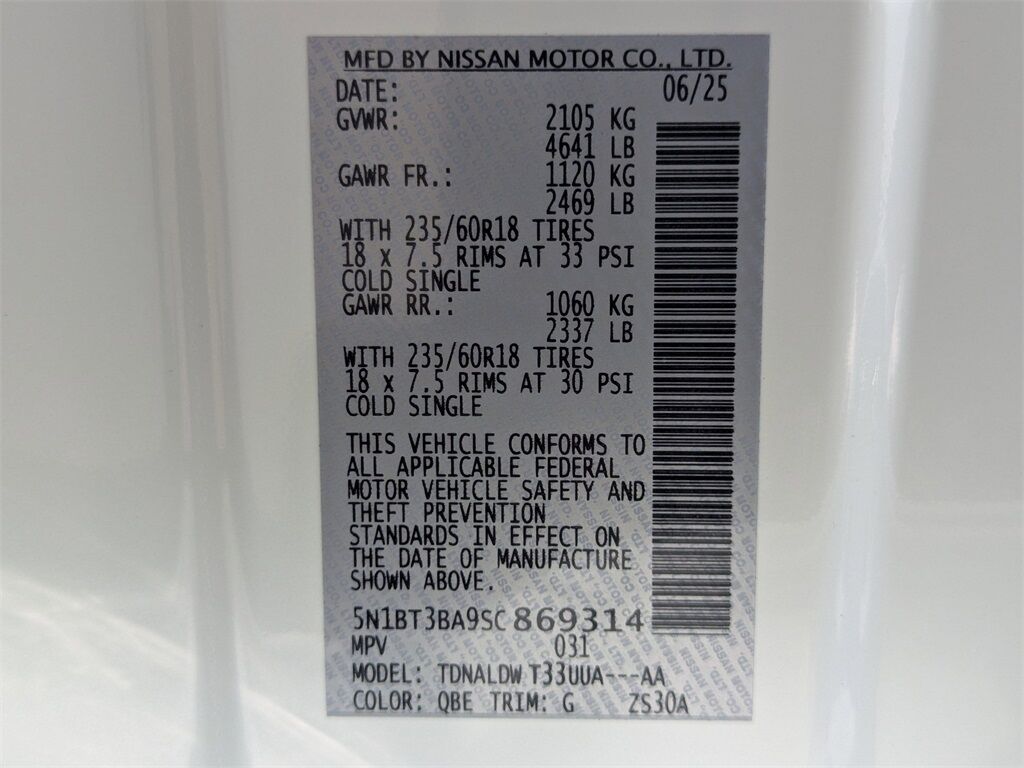 MFD BY NISSAN MOTOR CO., LTD.
DATE: 06/25
GVWR: 2105 KG
4641 LB
GAWR FR.: 1120 KG
2469 LB
WITH 235/60R18 TIRES
18 x 7.5 RIMS AT 33 PSI
COLD SINGLE
GAWR RR.: 1060 KG
2337 LB
WITH 235/60R18 TIRES
18 x 7.5 RIMS AT 30 PSI
COLD SINGLE
THIS VEHICLE CONFORMS TO
ALL APPLICABLE FEDERAL
MOTOR VEHICLE SAFETY AND
THEFT PREVENTION
STANDARDS IN EFFECT ON
THE DATE OF MANUFACTURE
SHOWN ABOVE.
5N1BT3BA9SC869314
MPV 031
MODEL: TDNALDW T33UUA---AA
COLOR: QBE TRIM: G ZS30A